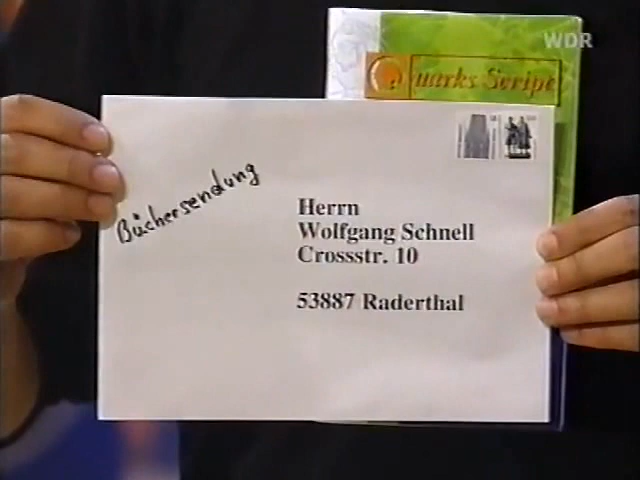 WDR
Quarks Script
Büchersendung
Herrn
Wolfgang Schnell
Crossstr. 10
53887 Raderthal